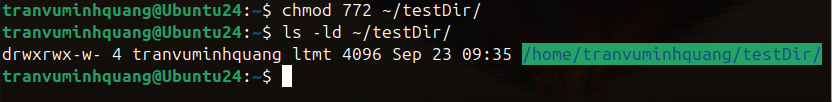 tranvuminhquang@Ubuntu24:~$ chmod 772 ~/testDir/
tranvuminhquang@Ubuntu24:~$ ls -ld ~/testDir/
drwxrwx-w- 4 tranvuminhquang ltmt 4096 Sep 23 09:35 /home/tranvuminhquang/testDir/
tranvuminhquang@Ubuntu24:~$